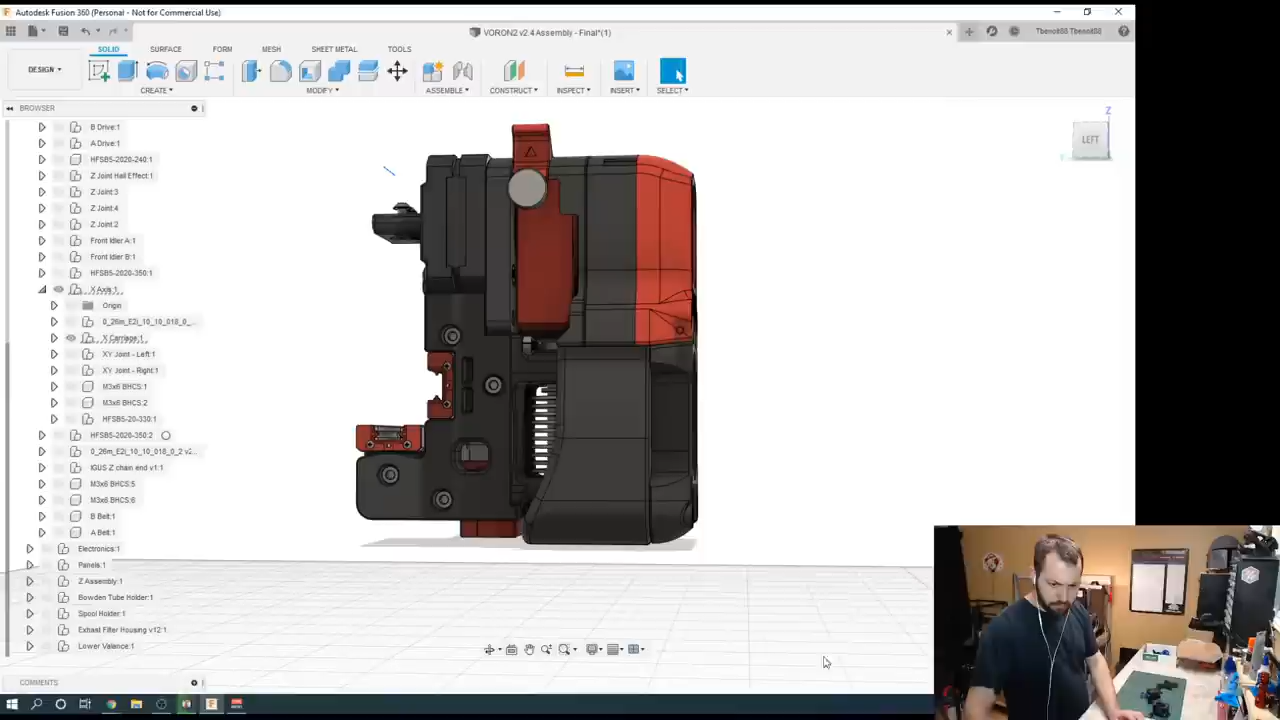 Autodesk Fusion 360 (Personal - Not for Commercial Use)
VORON2 v2.4 Assembly - Final*(1)
Tbenoit88 Tbenoit88
SOLID SURFACE FORM MESH SHEET METAL TOOLS
DESIGN
CREATE MODIFY ASSEMBLE CONSTRUCT INSPECT INSERT SELECT
BROWSER
B Drive:1
A Drive:1
HFSB5-2020-240:1
Z Joint Hall Effect:1
Z Joint:3
Z Joint:4
Z Joint:2
Front Idler A:1
Front Idler B:1
HFSB5-2020-350:1
X Axis:1
Origin
0_26m_E2i_10_10_018_0_...
X Carriage:1
XY Joint - Left:1
XY Joint - Right:1
M3x6 BHCS:1
M3x6 BHCS:2
HFSB5-20-330:1
HFSB5-2020-350:2
0_26m_E2i_10_10_018_0_2 v2...
IGUS Z chain end v1:1
M3x6 BHCS:5
M3x6 BHCS:6
B Belt:1
A Belt:1
Electronics:1
Panels:1
Z Assembly:1
Bowden Tube Holder:1
Spool Holder:1
Exhast Filter Housing v12:1
Lower Valance:1
COMMENTS
Z
LEFT
Y